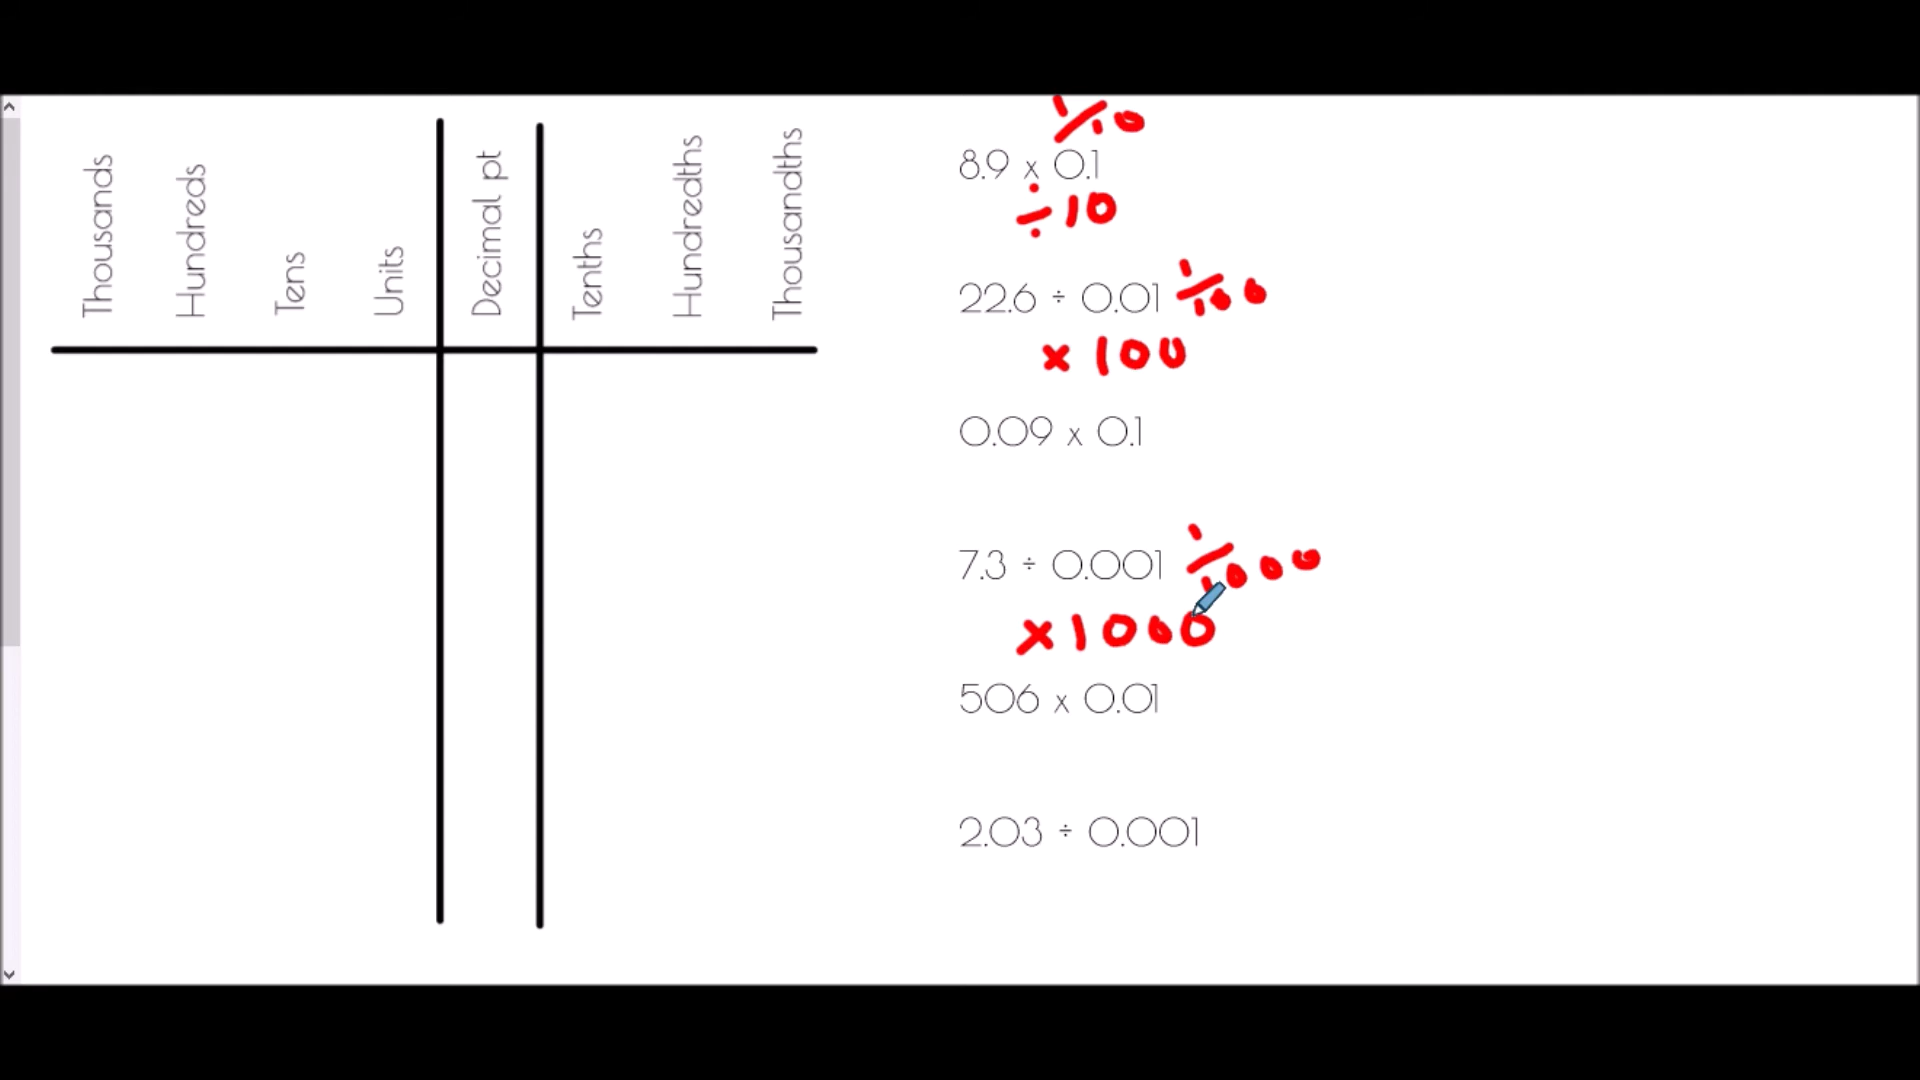 Thousands
Hundreds
Tens
Units
Decimal pt
Tenths
Hundredths
Thousandths
1/10
8.9 x 0.1
÷10
22.6 ÷ 0.01 1/100
x 100
0.09 x 0.1
7.3 ÷ 0.001 1/1000
x 1000
506 x 0.01
2.03 ÷ 0.001